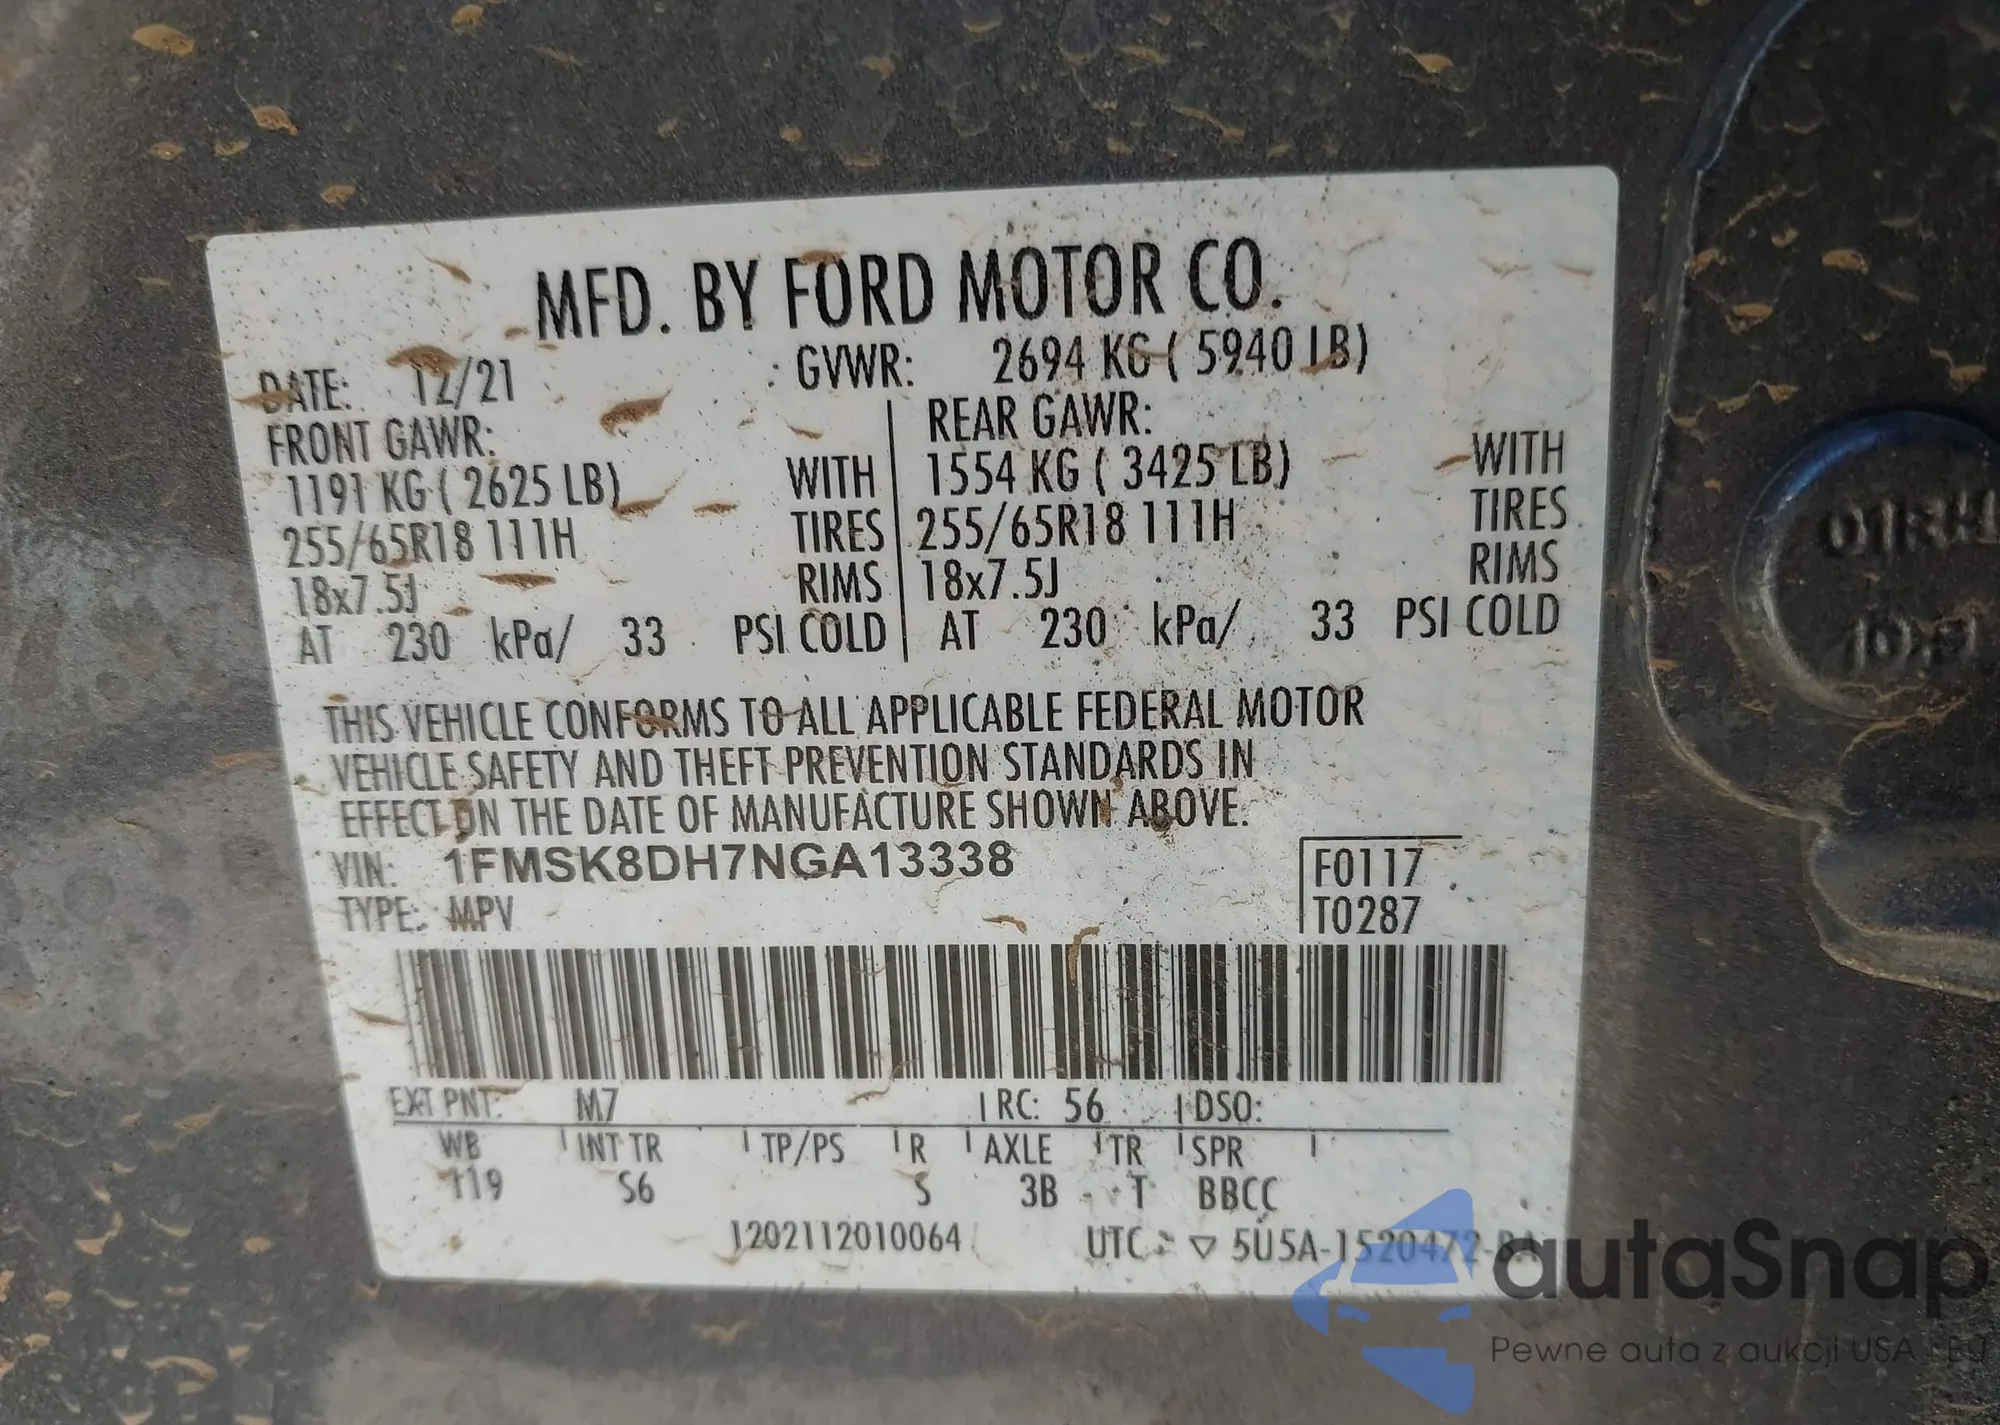 MFD. BY FORD MOTOR CO.
DATE: 12/21 GVWR: 2694 KG ( 5940 LB)
FRONT GAWR: REAR GAWR:
1191 KG ( 2625 LB) WITH 1554 KG ( 3425 LB) WITH
255/65R18 111H TIRES 255/65R18 111H TIRES
18x7.5J RIMS 18x7.5J RIMS
AT 230 kPa/ 33 PSI COLD AT 230 kPa/ 33 PSI COLD
THIS VEHICLE CONFORMS TO ALL APPLICABLE FEDERAL MOTOR
VEHICLE SAFETY AND THEFT PREVENTION STANDARDS IN
EFFECT ON THE DATE OF MANUFACTURE SHOWN ABOVE.
VIN: 1FMSK8DH7NGA13338 F0117
TYPE: MPV T0287
EXT PNT: M7 RC: 56 DSO:
WB INT TR TP/PS R AXLE TR SPR
119 S6 S 3B T BBCC
1202112010064 UTC: ▽ 5U5A-1520472-BA
autaSnap
Pewne auta z aukcji USA i EU